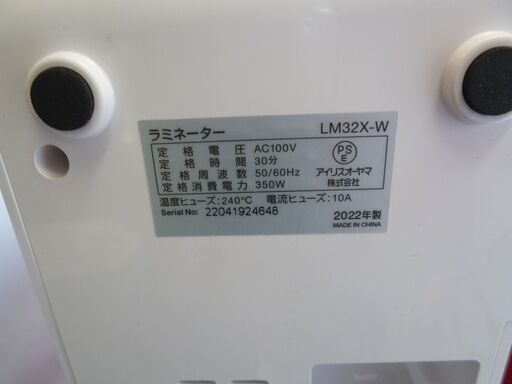 ラミネーター LM32X-W
定格電圧 AC100V
定格時間 30分
定格周波数 50/60Hz
定格消費電力 350W
PS
E
アイリスオーヤマ
株式会社
温度ヒューズ:240°C 電流ヒューズ:10A
Serial No: 22041924648
2022年製
MADE IN CHINA